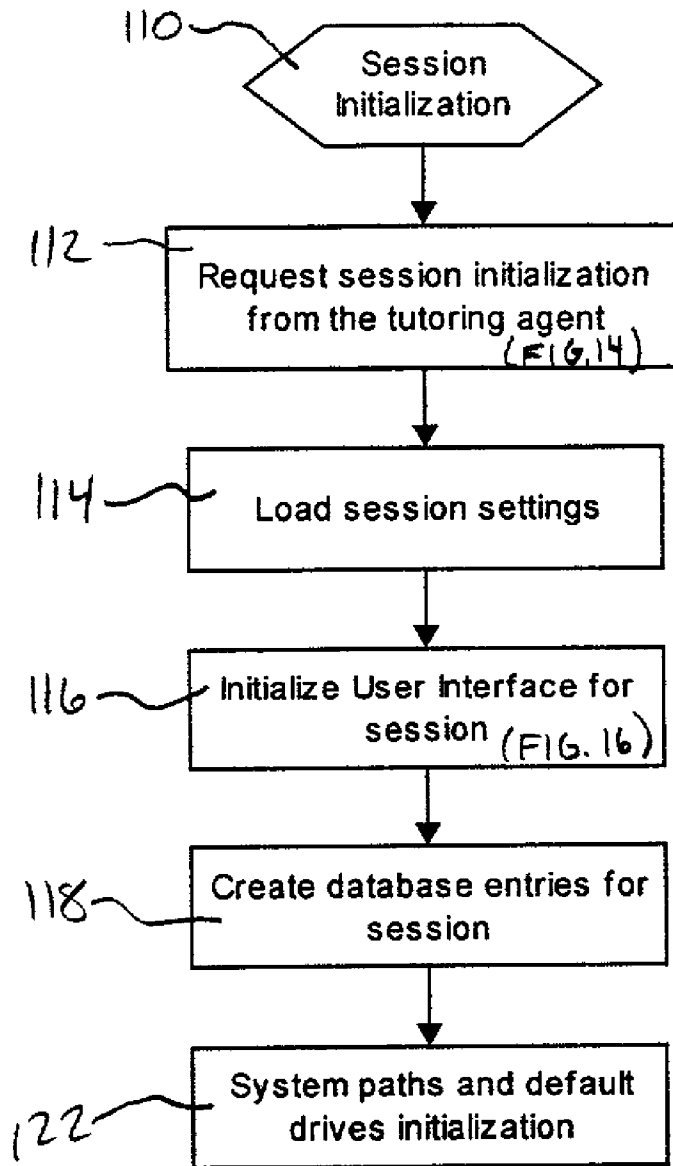 110
Session
Initialization
112
Request session initialization
from the tutoring agent
(FIG. 14)
114
Load session settings
116
Initialize User Interface for
session (FIG. 16)
118
Create database entries for
session
122
System paths and default
drives initialization